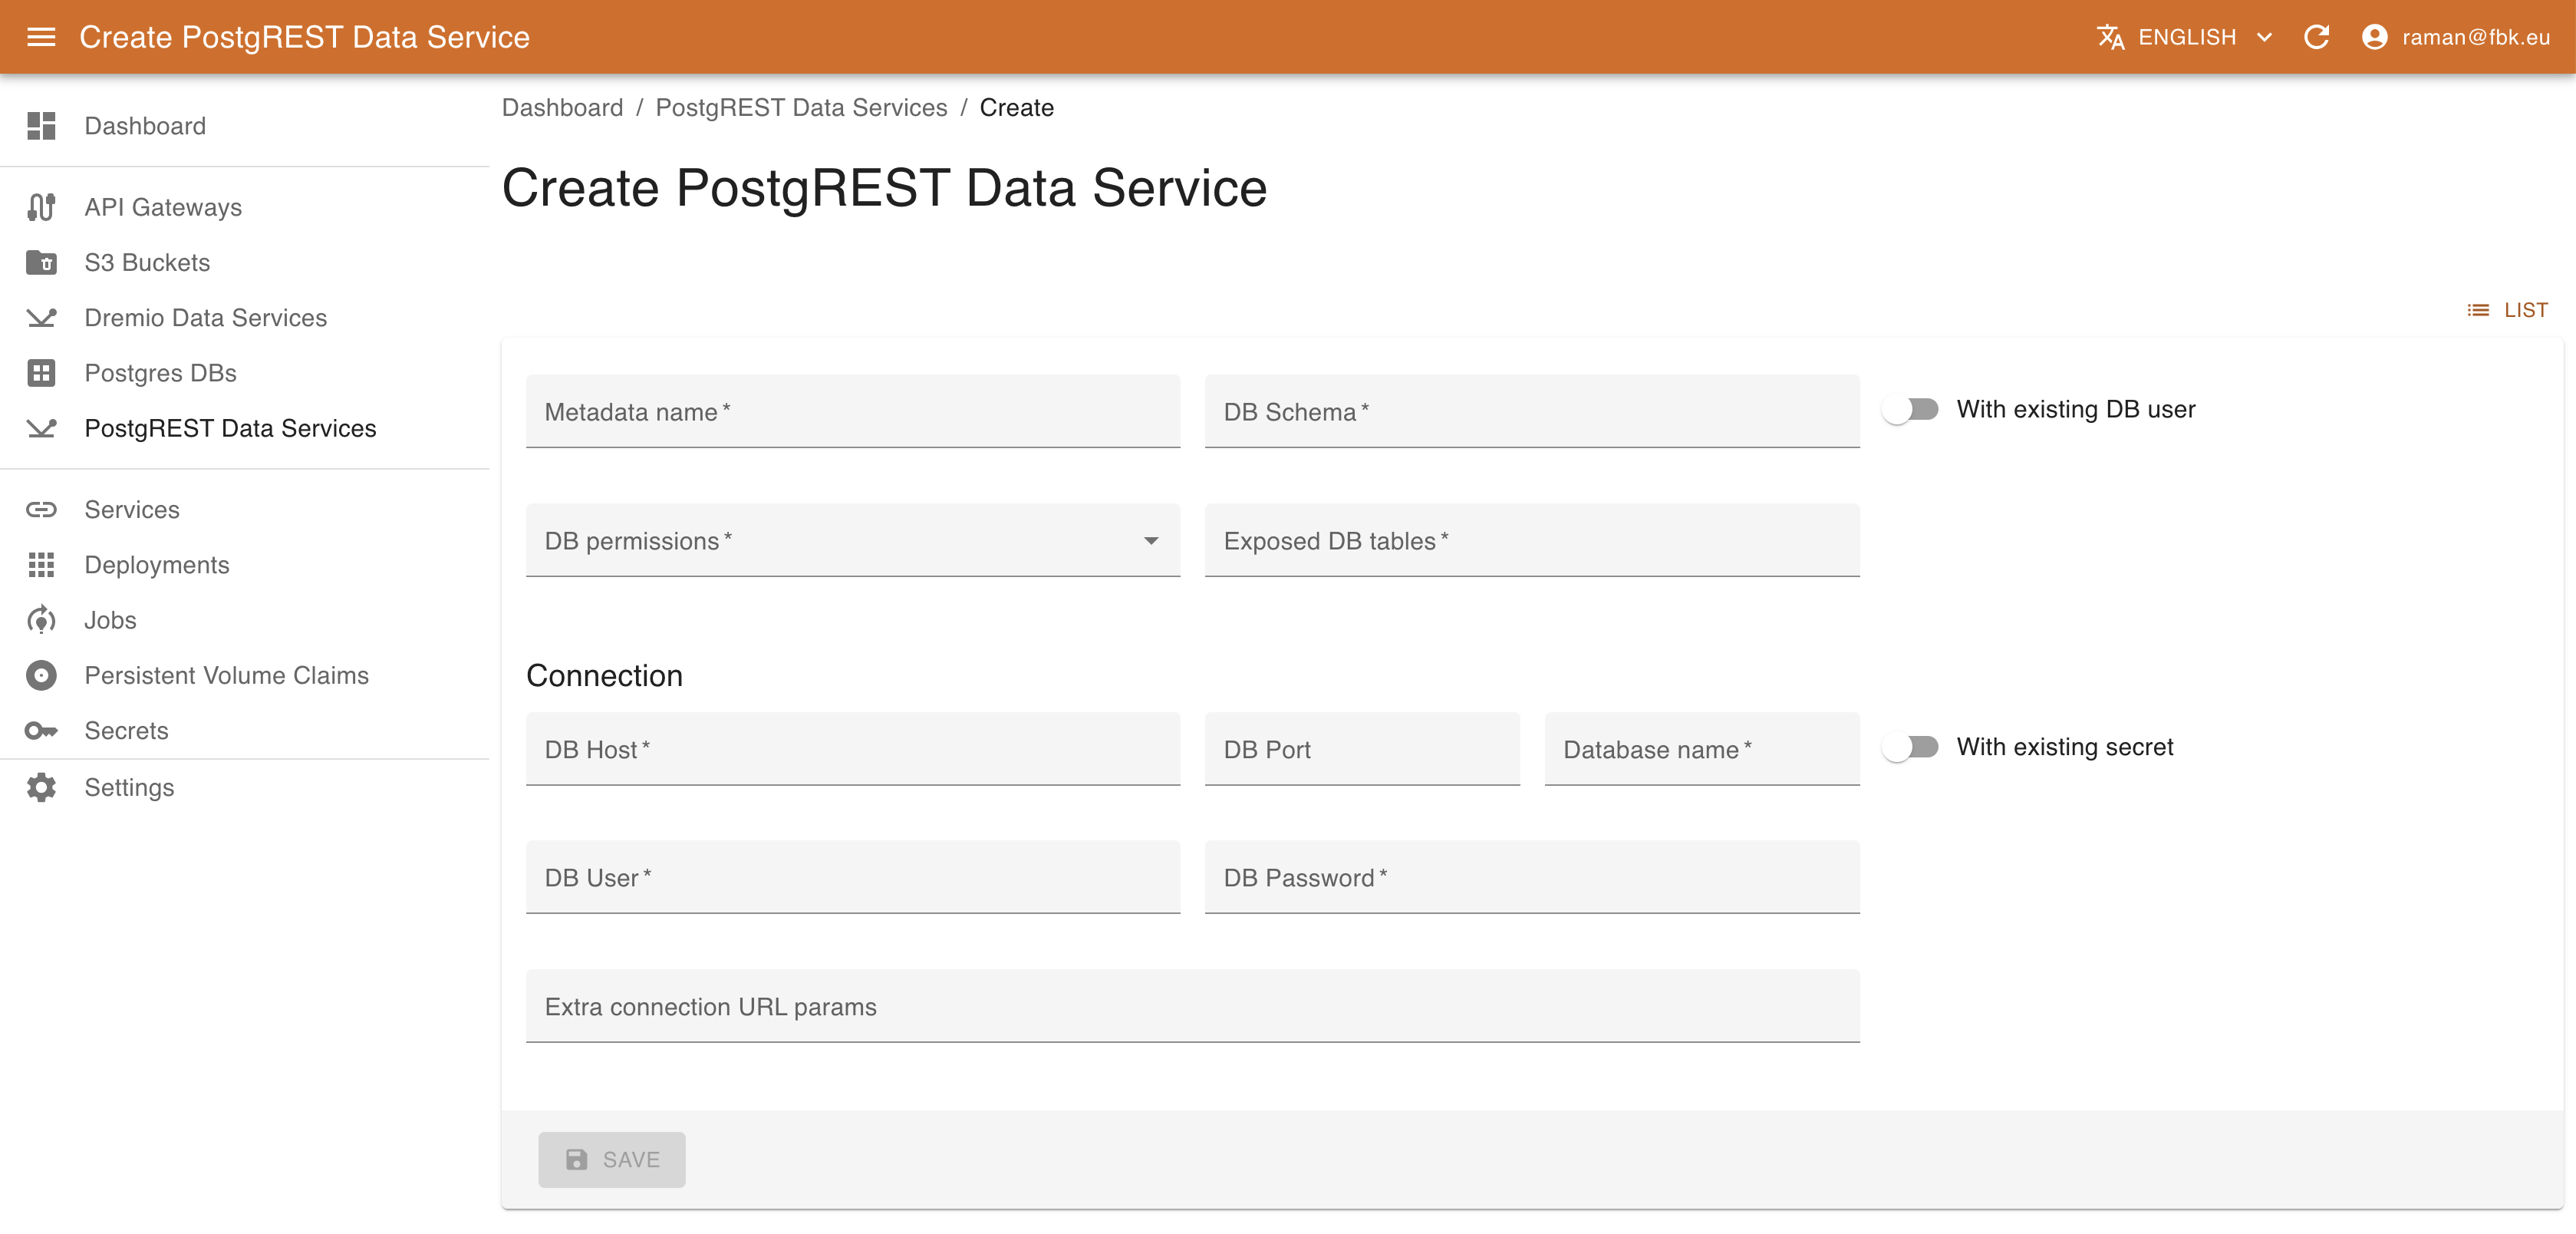 Create PostgREST Data Service
ENGLISH
raman@fbk.eu
Dashboard
API Gateways
S3 Buckets
Dremio Data Services
Postgres DBs
PostgREST Data Services
Services
Deployments
Jobs
Persistent Volume Claims
Secrets
Settings
Dashboard / PostgREST Data Services / Create
Create PostgREST Data Service
LIST
Metadata name *
DB Schema *
With existing DB user
DB permissions *
Exposed DB tables *
Connection
DB Host *
DB Port
Database name *
With existing secret
DB User *
DB Password *
Extra connection URL params
SAVE